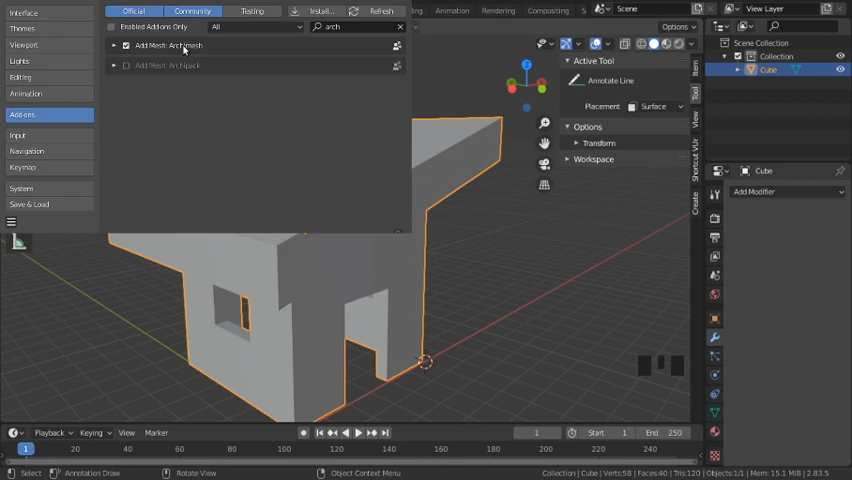 Interface
Themes
Viewport
Lights
Editing
Animation
Add-ons
Input
Navigation
Keymap
System
Save & Load
Official Community Testing Install... Refresh
Enabled Add-ons Only All arch
Add Mesh: Archimesh
Add Mesh: Archipack
Animation Rendering Scene View Layer
Options
Active Tool
Annotate Line
Placement Surface
Options
Transform
Workspace
Item
Tool
View
Shortcut VUr
Create
Scene Collection
Collection
Cube
Cube
Add Modifier
Playback Keying View Marker 1 Start 1 End 250
1 20 40 60 80 100 120 140 160 180 200 220 240
Select Annotation Draw Rotate View Object Context Menu Collection | Cube | Verts:58 | Faces:40 | Tris:120 | Objects:1/1 | Mem: 15.1 MiB | 2.83.5